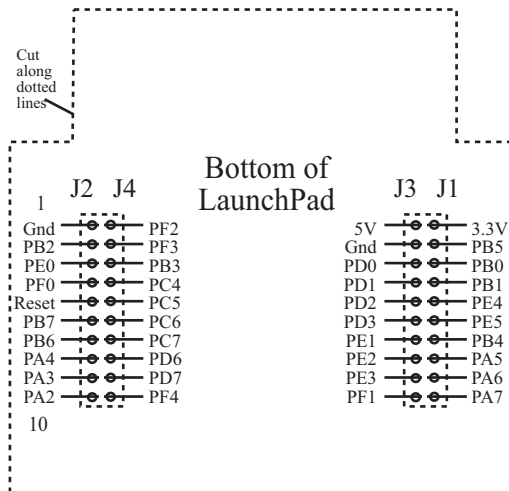 Cut
along
dotted
lines
Bottom of
LaunchPad
J2 J4
J3 J1
1
Gnd PF2
PB2 PF3
PE0 PB3
PF0 PC4
Reset PC5
PB7 PC6
PB6 PC7
PA4 PD6
PA3 PD7
PA2 PF4
10
5V 3.3V
Gnd PB5
PD0 PB0
PD1 PB1
PD2 PE4
PD3 PE5
PE1 PB4
PE2 PA5
PE3 PA6
PF1 PA7